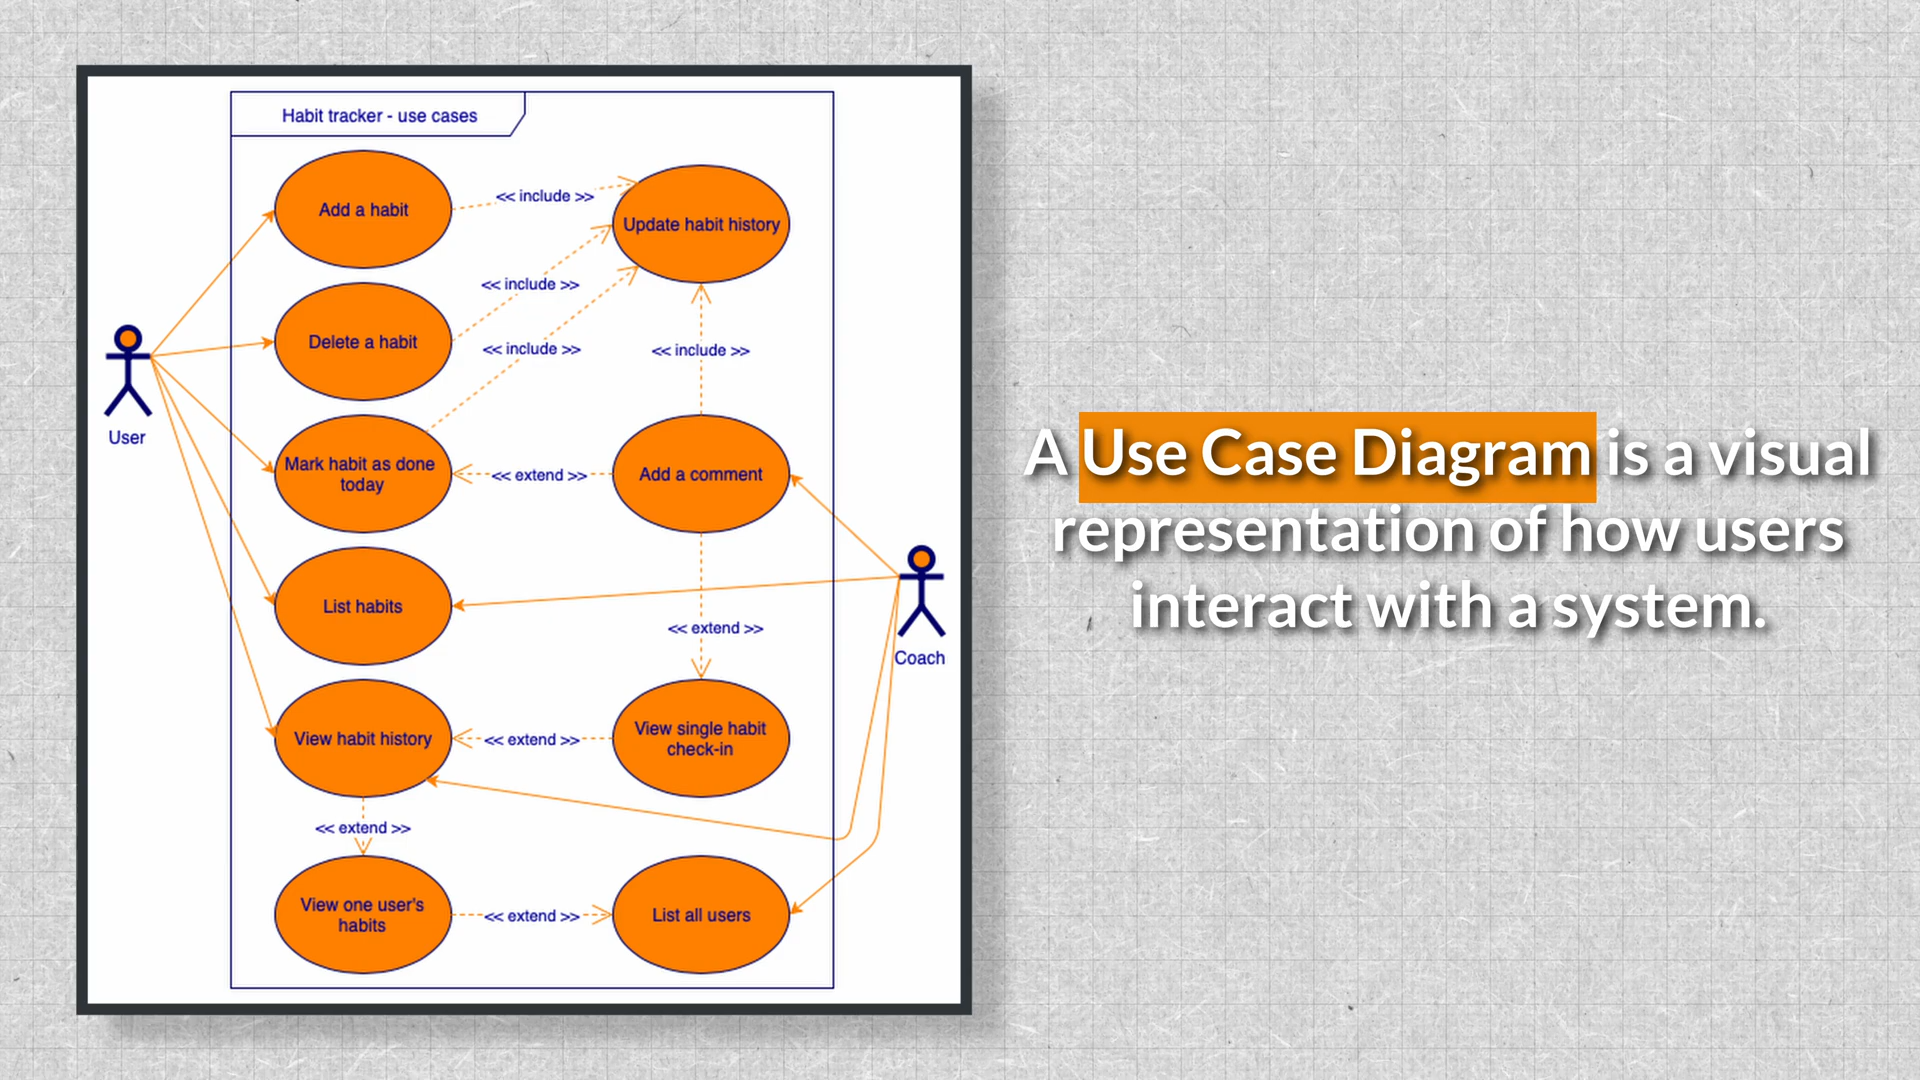 Habit tracker - use cases
Add a habit
<< include >>
Update habit history
<< include >>
Delete a habit
<< include >>
<< include >>
User
Mark habit as done
today
<< extend >>
Add a comment
List habits
<< extend >>
Coach
View habit history
<< extend >>
View single habit
check-in
<< extend >>
View one user's
habits
<< extend >>
List all users
A Use Case Diagram is a visual
representation of how users
interact with a system.